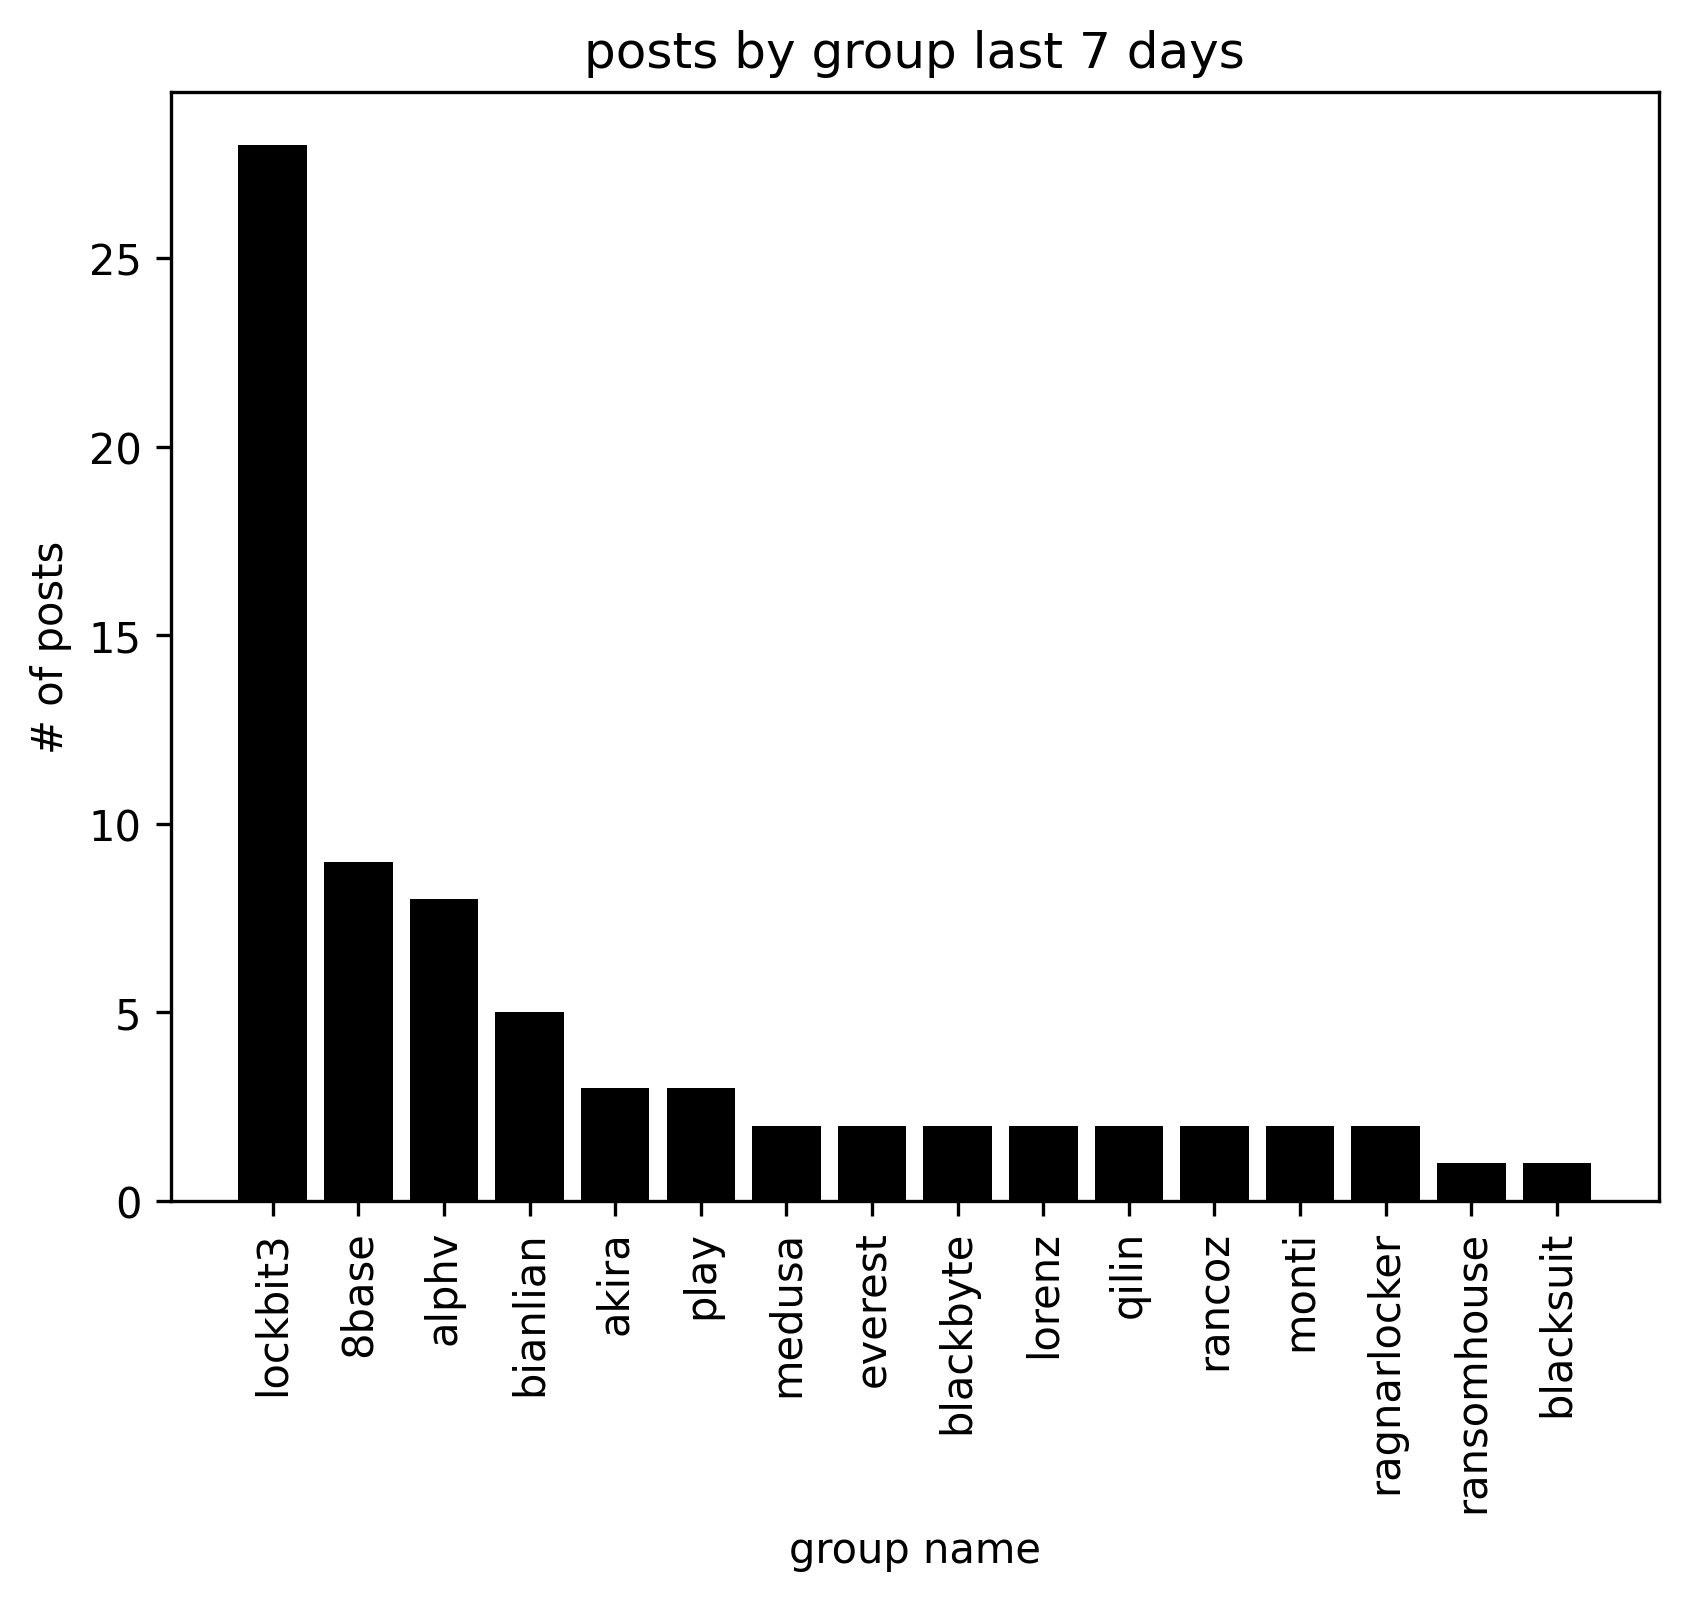 posts by group last 7 days
# of posts
25
20
15
10
5
0
lockbit3
8base
alphv
bianlian
akira
play
medusa
everest
blackbyte
lorenz
qilin
rancoz
monti
ragnarlocker
ransomhouse
blacksuit
group name